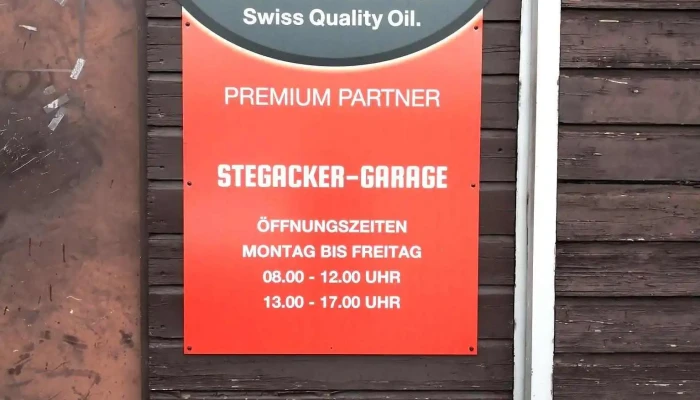 Swiss Quality Oil.
PREMIUM PARTNER
STEGACKER-GARAGE
ÖFFNUNGSZEITEN
MONTAG BIS FREITAG
08.00 - 12.00 UHR
13.00 - 17.00 UHR